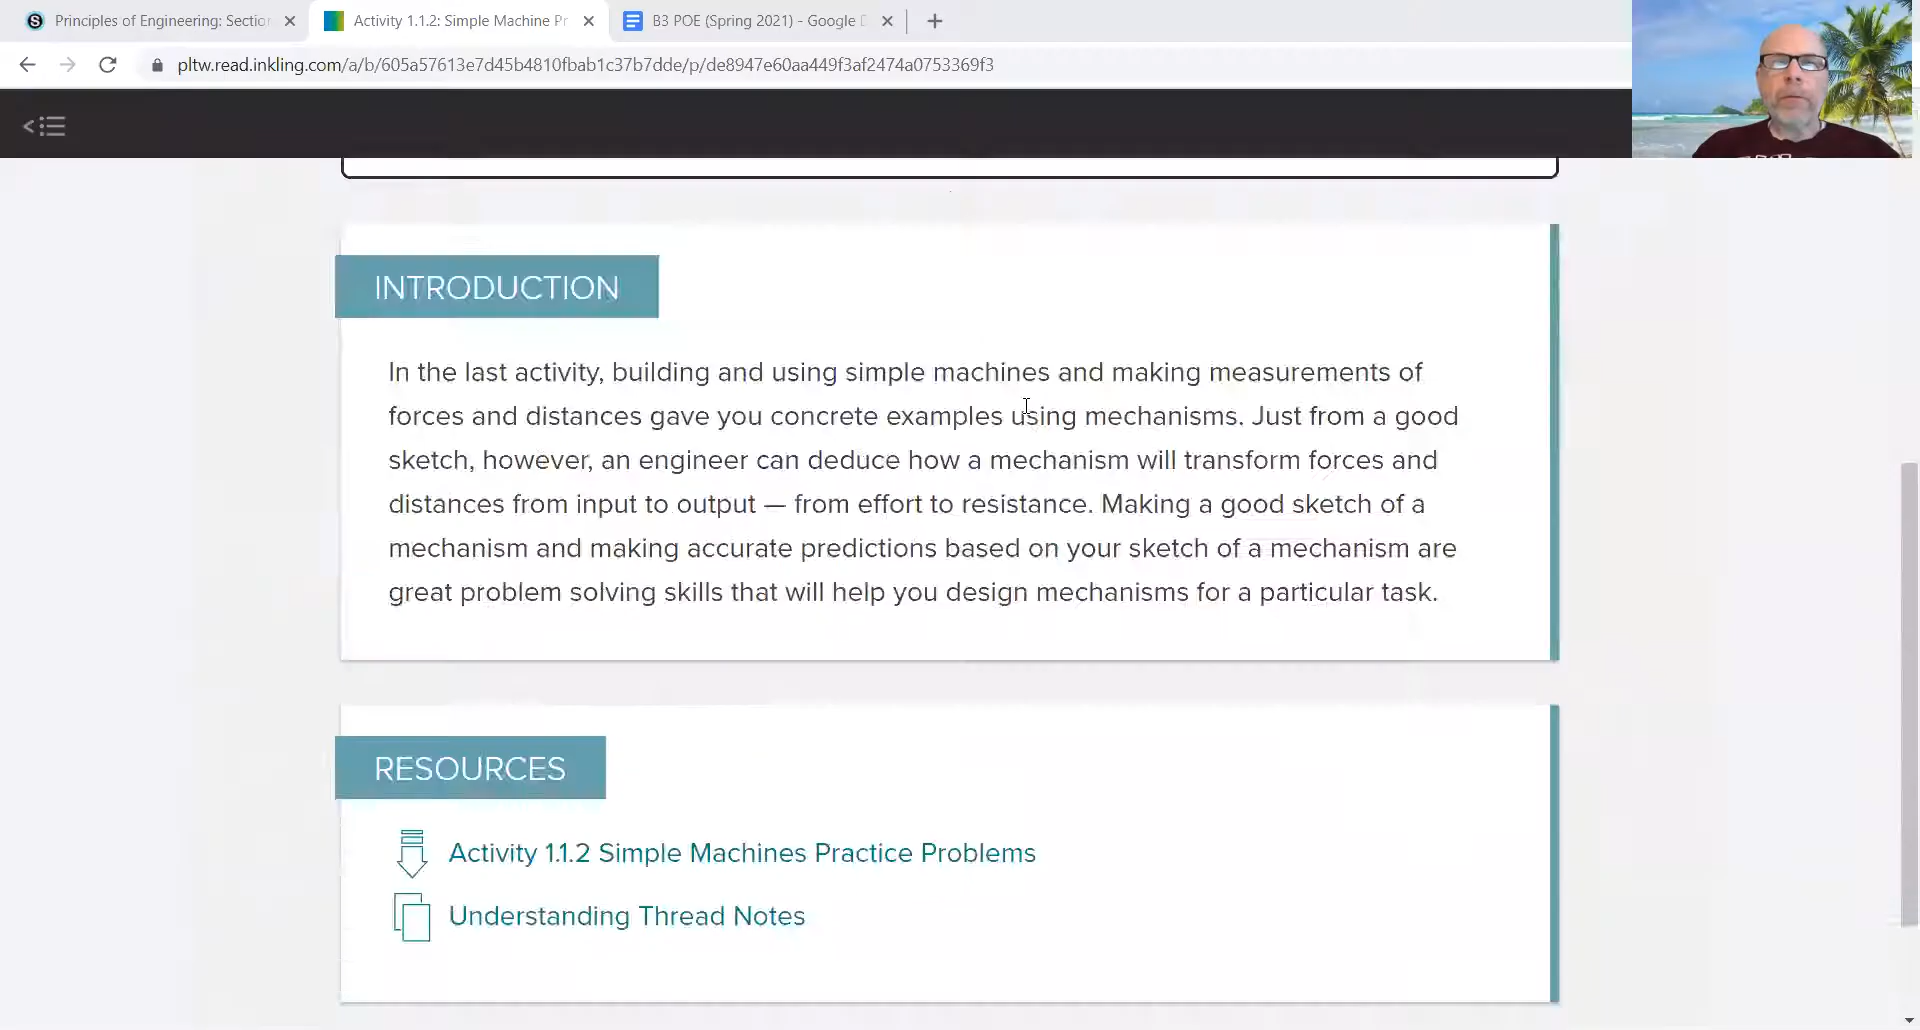 Principles of Engineering: Sectio
Activity 1.1.2: Simple Machine Pr
B3 POE (Spring 2021) - Google D
pltw.read.inkling.com/a/b/605a57613e7d45b4810fbab1c37b7dde/p/de8947e60aa449f3af2474a0753369f3
INTRODUCTION
In the last activity, building and using simple machines and making measurements of
forces and distances gave you concrete examples using mechanisms. Just from a good
sketch, however, an engineer can deduce how a mechanism will transform forces and
distances from input to output — from effort to resistance. Making a good sketch of a
mechanism and making accurate predictions based on your sketch of a mechanism are
great problem solving skills that will help you design mechanisms for a particular task.
RESOURCES
Activity 1.1.2 Simple Machines Practice Problems
Understanding Thread Notes